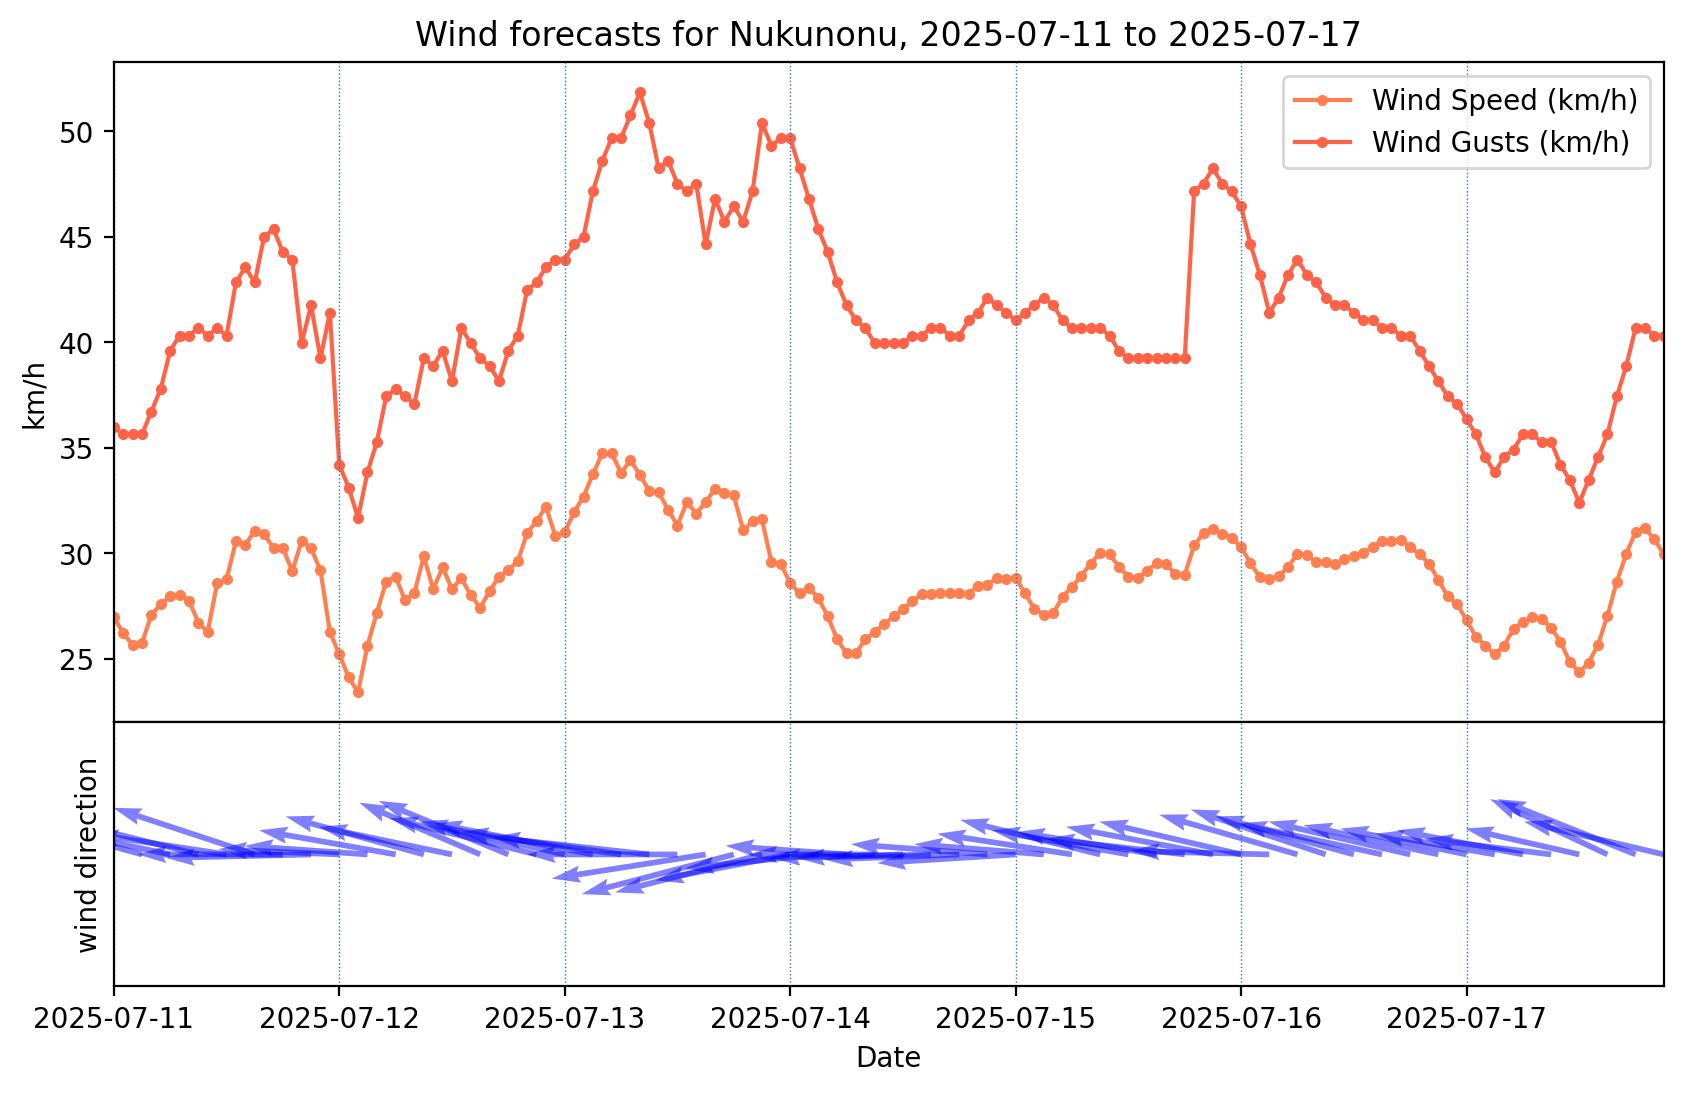 Wind forecasts for Nukunonu, 2025-07-11 to 2025-07-17
Wind Speed (km/h)
Wind Gusts (km/h)
50
45
40
35
30
25
km/h
wind direction
2025-07-11
2025-07-12
2025-07-13
2025-07-14
2025-07-15
2025-07-16
2025-07-17
Date